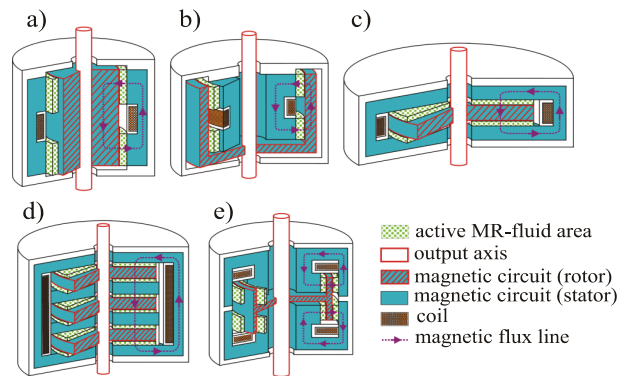 a)
b)
c)
d)
e)
active MR-fluid area
output axis
magnetic circuit (rotor)
magnetic circuit (stator)
coil
magnetic flux line